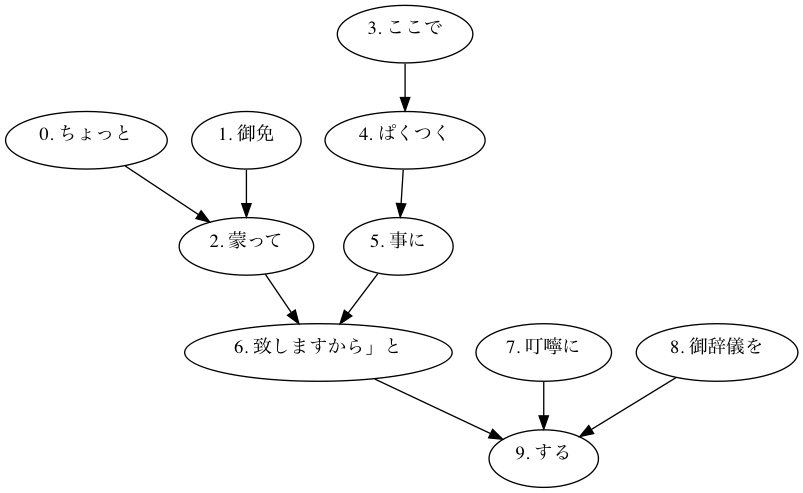 0. ちょっと
1. 御免
2. 蒙って
3. ここで
4. ぱくつく
5. 事に
6. 致しますから」と
7. 叮嚀に
8. 御辞儀を
9. する